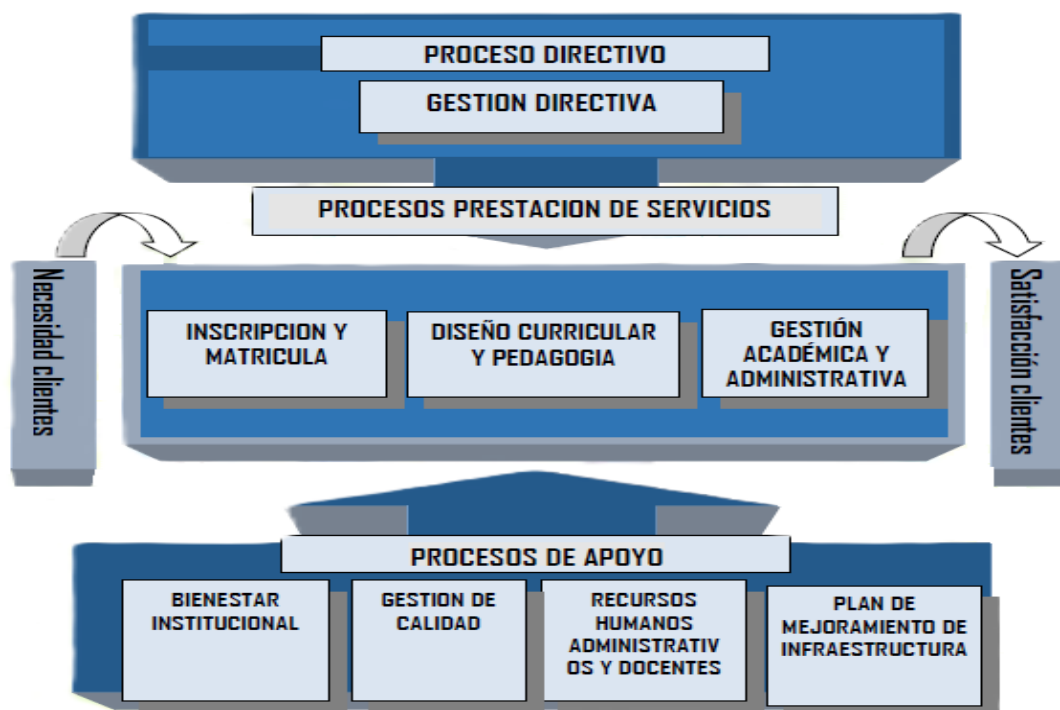 PROCESO DIRECTIVO
GESTION DIRECTIVA
PROCESOS PRESTACION DE SERVICIOS
Necesidad clientes
INSCRIPCION Y
MATRICULA
DISEÑO CURRICULAR
Y PEDAGOGIA
GESTIÓN
ACADÉMICA Y
ADMINISTRATIVA
Satisfacción clientes
PROCESOS DE APOYO
BIENESTAR
INSTITUCIONAL
GESTION DE
CALIDAD
RECURSOS
HUMANOS
ADMINISTRATIV
OS Y DOCENTES
PLAN DE
MEJORAMIENTO DE
INFRAESTRUCTURA